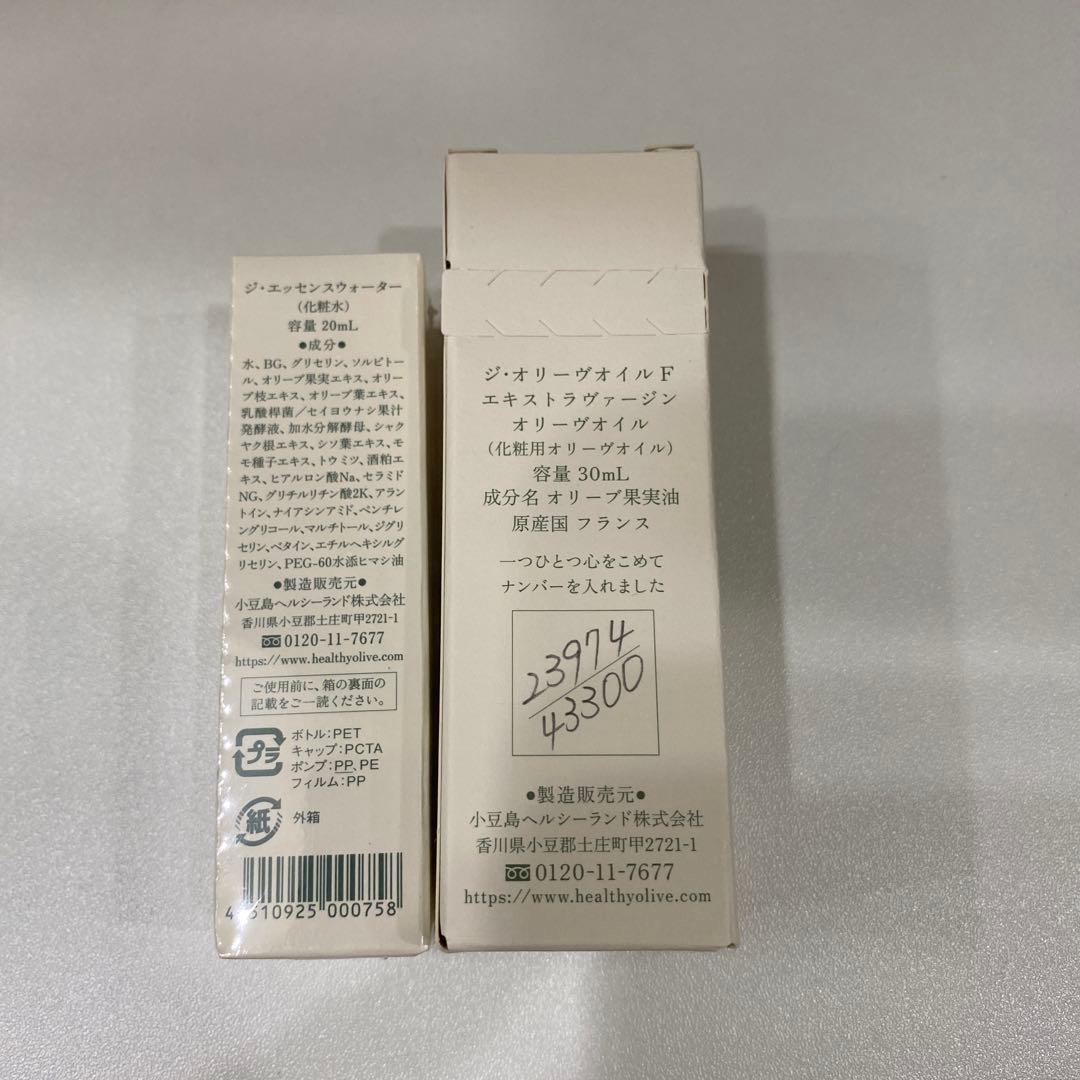 ジ・エッセンスウォーター
(化粧水)
容量 20mL
●成分●
水、BG、グリセリン、ソルビトー
ル、オリーブ果実エキス、オリー
ブ枝エキス、オリーブ葉エキス、
乳酸桿菌/セイヨウナシ果汁
発酵液、加水分解酵母、シャク
ヤク根エキス、シソ葉エキス、モ
モ種子エキス、トウミツ、酒粕エ
キス、ヒアルロン酸Na、セラミド
NG、グリチルリチン酸2K、アラン
トイン、ナイアシンアミド、ペンチレ
ングリコール、マルチトール、ジグリ
セリン、ベタイン、エチルヘキシルグ
リセリン、PEG-60水添ヒマシ油
●製造販売元●
小豆島ヘルシーランド株式会社
香川県小豆郡土庄町甲2721-1
0120-11-7677
https://www.healthyolive.com
ご使用前に、箱の裏面の
記載をご一読ください。
プラ
ボトル:PET
キャップ:PCTA
ポンプ:PP、PE
フィルム:PP
紙
外箱
4 510925 000758
ジ・オリーヴオイル F
エキストラヴァージン
オリーヴオイル
(化粧用オリーヴオイル)
容量 30mL
成分名 オリーブ果実油
原産国 フランス
一つひとつ心をこめて
ナンバーを入れました
23974
43300
●製造販売元●
小豆島ヘルシーランド株式会社
香川県小豆郡土庄町甲2721-1
0120-11-7677
https://www.healthyolive.com